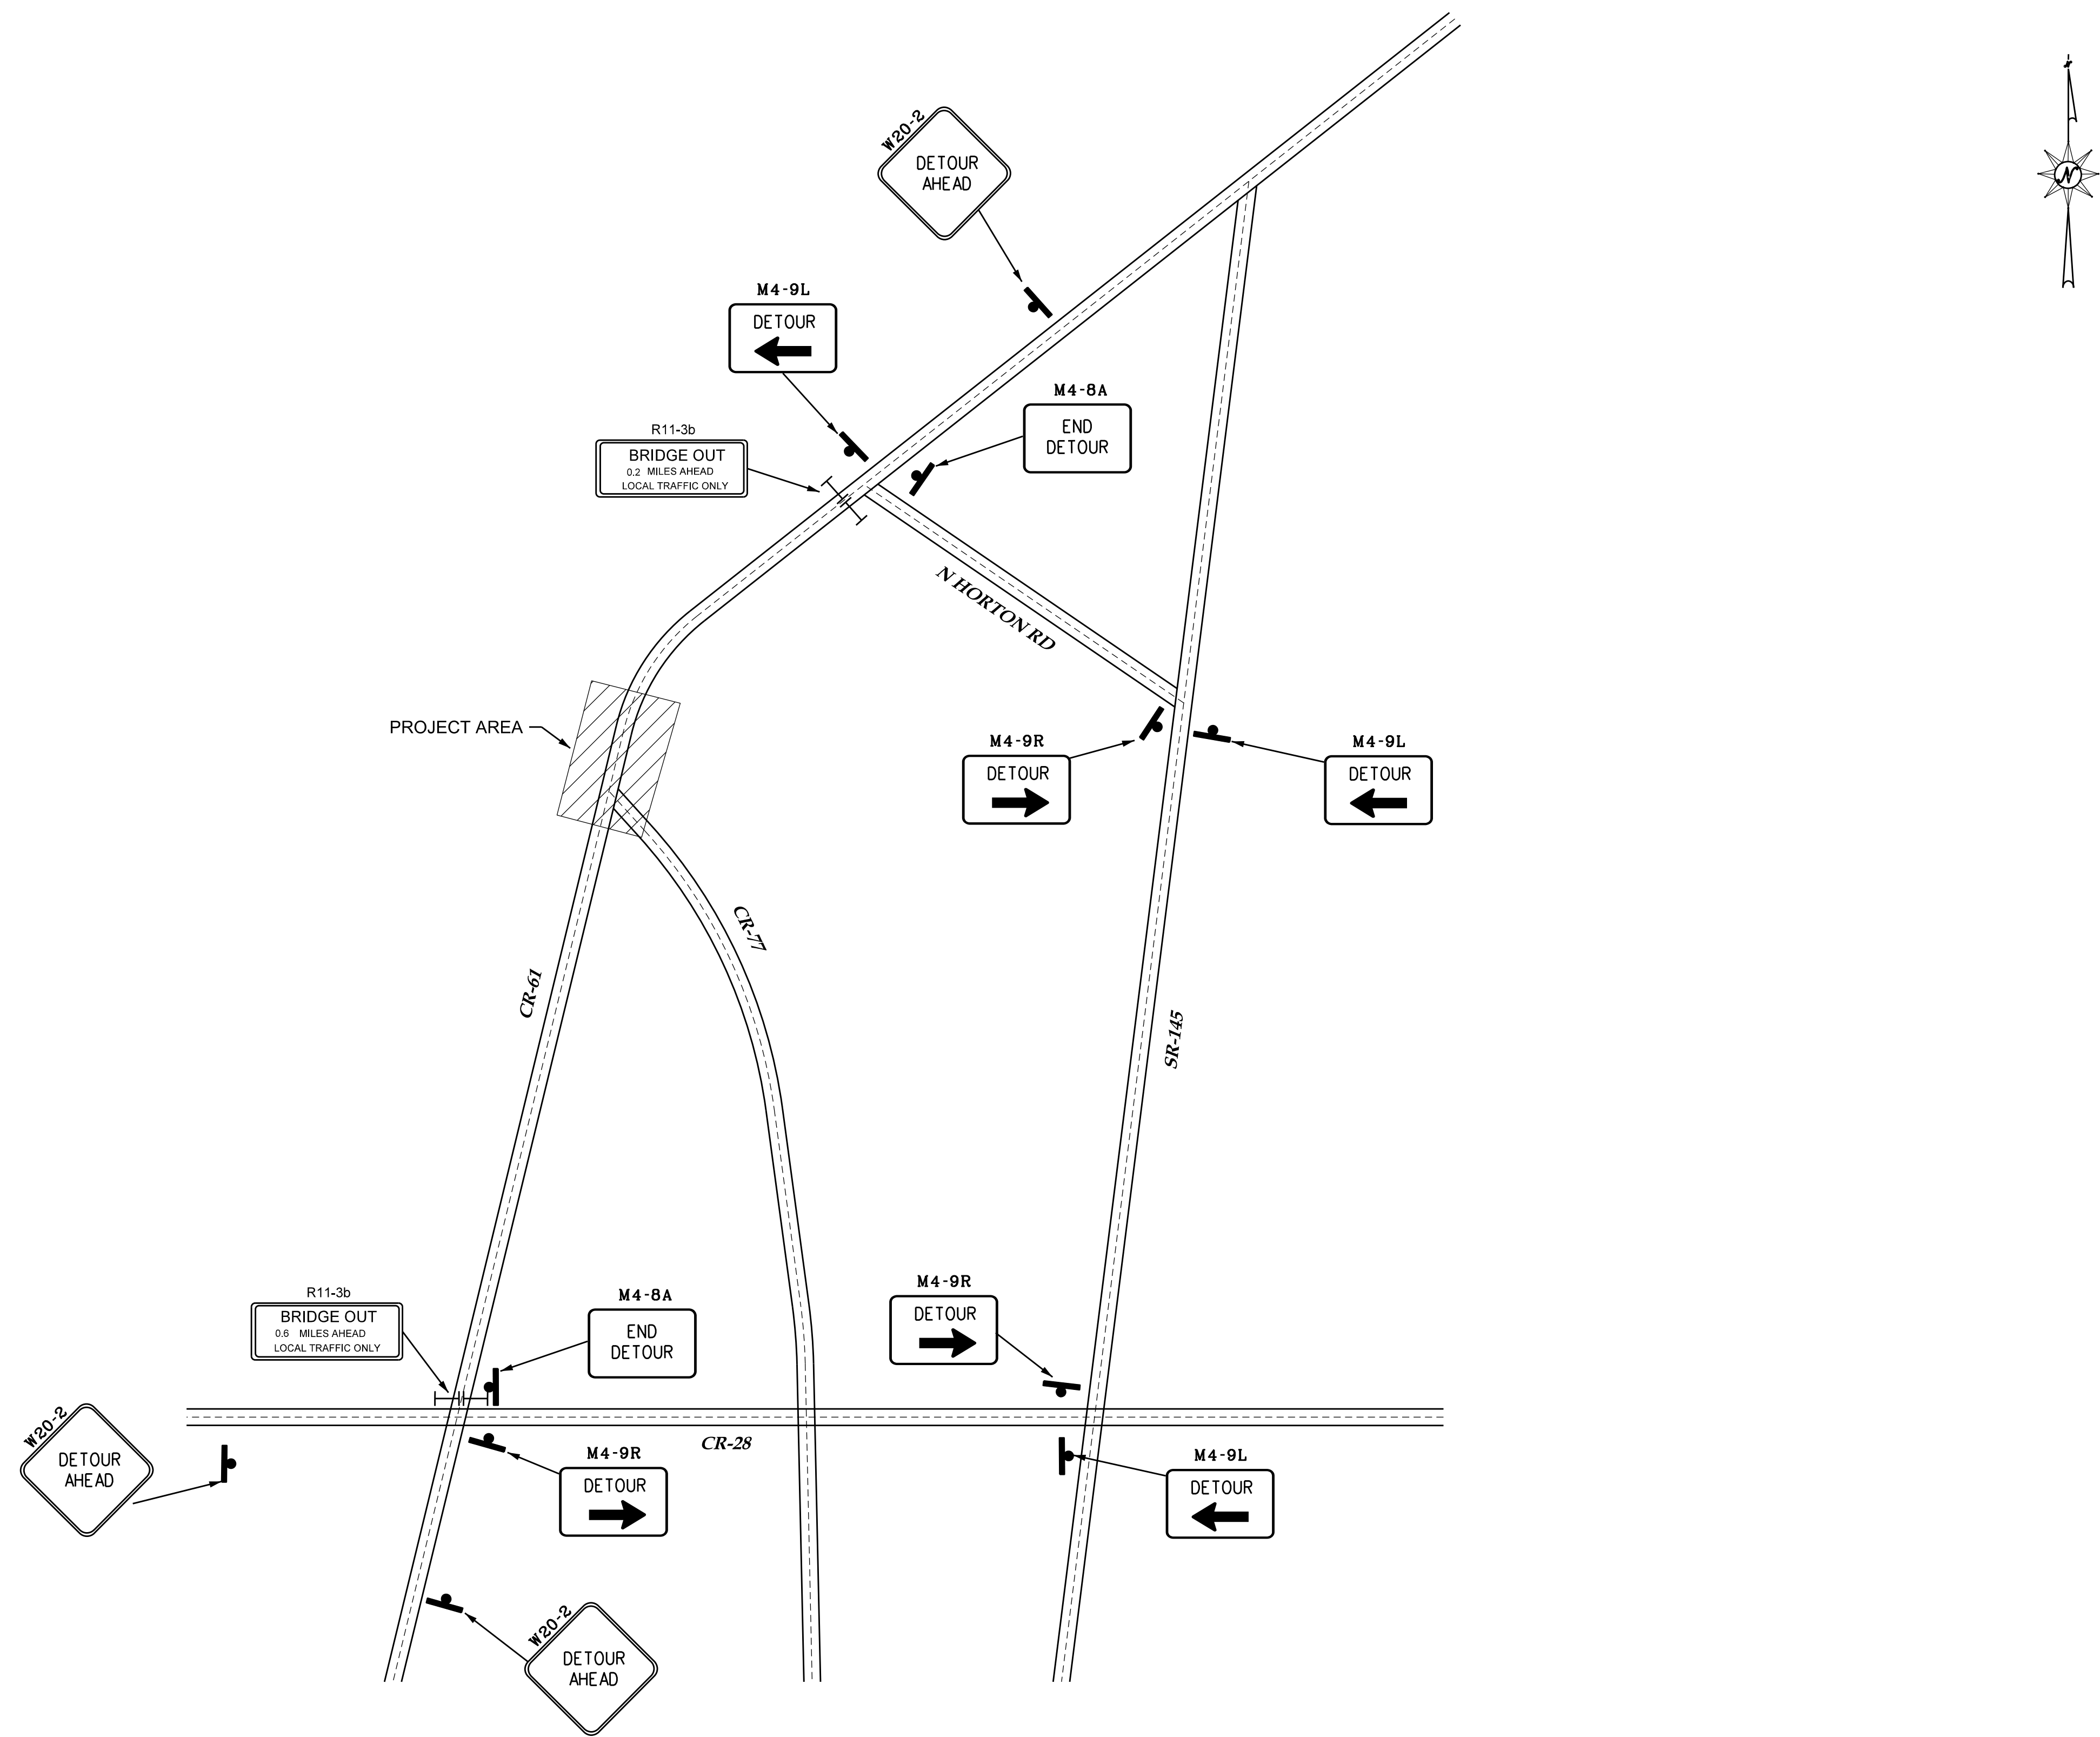 W20-2
DETOUR
AHEAD
N
M4-9L
DETOUR
M4-8A
END
DETOUR
R11-3b
BRIDGE OUT
0.2 MILES AHEAD
LOCAL TRAFFIC ONLY
N HORTON RD
PROJECT AREA
M4-9R
DETOUR
M4-9L
DETOUR
CR-77
CR-61
SR-145
R11-3b
BRIDGE OUT
0.6 MILES AHEAD
LOCAL TRAFFIC ONLY
M4-8A
END
DETOUR
M4-9R
DETOUR
W20-2
DETOUR
AHEAD
CR-28
M4-9R
DETOUR
M4-9L
DETOUR
W20-2
DETOUR
AHEAD